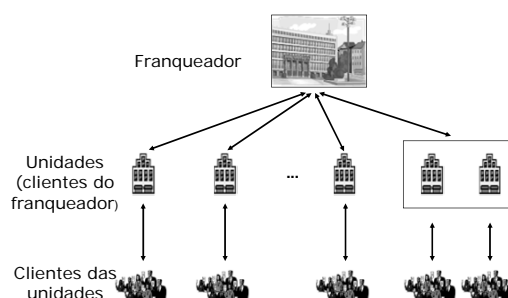 Franqueador
Unidades
(clientes do
franqueador)
...
Clientes das
unidades